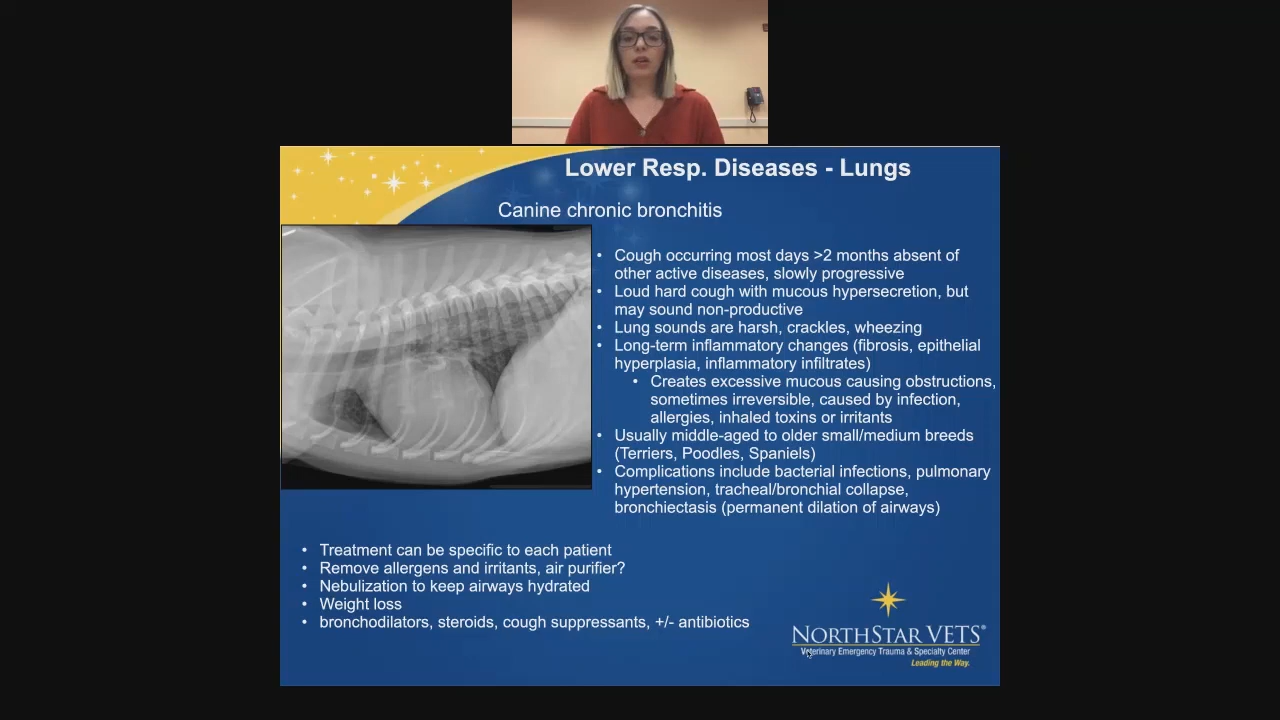 Lower Resp. Diseases - Lungs
Canine chronic bronchitis
• Cough occurring most days >2 months absent of
other active diseases, slowly progressive
• Loud hard cough with mucous hypersecretion, but
may sound non-productive
• Lung sounds are harsh, crackles, wheezing
• Long-term inflammatory changes (fibrosis, epithelial
hyperplasia, inflammatory infiltrates)
• Creates excessive mucous causing obstructions,
sometimes irreversible, caused by infection,
allergies, inhaled toxins or irritants
• Usually middle-aged to older small/medium breeds
(Terriers, Poodles, Spaniels)
• Complications include bacterial infections, pulmonary
hypertension, tracheal/bronchial collapse,
bronchiectasis (permanent dilation of airways)
• Treatment can be specific to each patient
• Remove allergens and irritants, air purifier?
• Nebulization to keep airways hydrated
• Weight loss
• bronchodilators, steroids, cough suppressants, +/- antibiotics
NORTHSTAR VETS®
Veterinary Emergency Trauma & Specialty Center
Leading the Way.